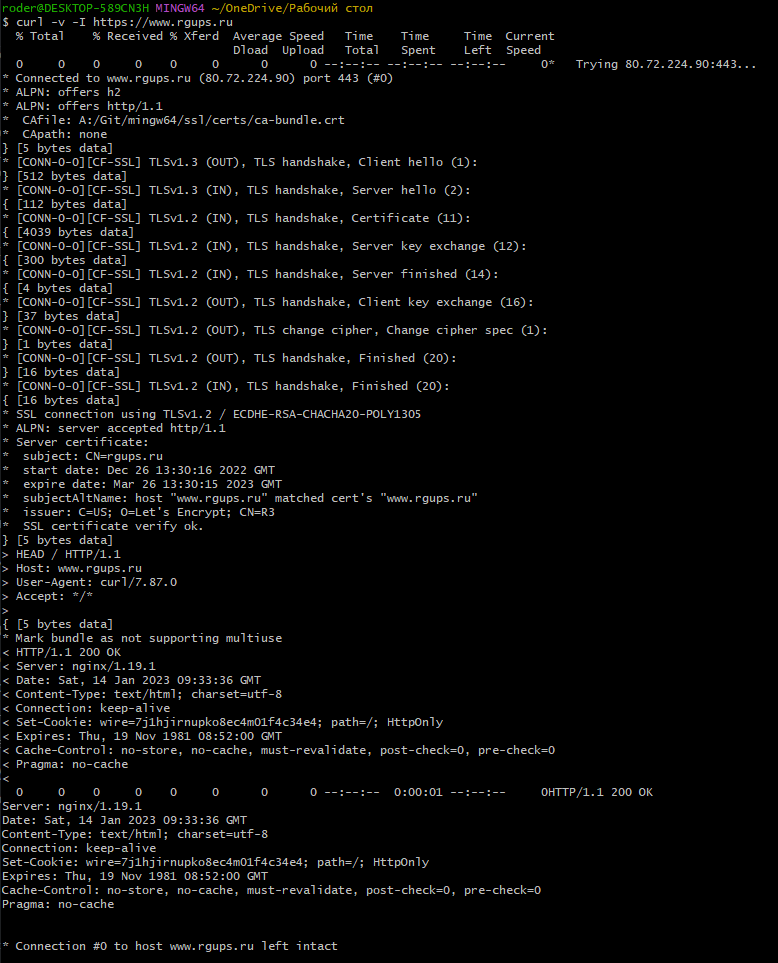 roder@DESKTOP-589CN3H MINGW64 ~/OneDrive/Рабочий стол
$ curl -v -I https://www.rgups.ru
  % Total    % Received % Xferd  Average Speed   Time    Time     Time  Current
                                 Dload  Upload   Total   Spent    Left  Speed
  0     0    0     0    0     0      0      0 --:--:-- --:--:-- --:--:--     0*   Trying 80.72.224.90:443...
* Connected to www.rgups.ru (80.72.224.90) port 443 (#0)
* ALPN: offers h2
* ALPN: offers http/1.1
*  CAfile: A:/Git/mingw64/ssl/certs/ca-bundle.crt
*  CApath: none
} [5 bytes data]
* [CONN-0-0][CF-SSL] TLSv1.3 (OUT), TLS handshake, Client hello (1):
} [512 bytes data]
* [CONN-0-0][CF-SSL] TLSv1.3 (IN), TLS handshake, Server hello (2):
{ [112 bytes data]
* [CONN-0-0][CF-SSL] TLSv1.2 (IN), TLS handshake, Certificate (11):
{ [4039 bytes data]
* [CONN-0-0][CF-SSL] TLSv1.2 (IN), TLS handshake, Server key exchange (12):
{ [300 bytes data]
* [CONN-0-0][CF-SSL] TLSv1.2 (IN), TLS handshake, Server finished (14):
{ [4 bytes data]
* [CONN-0-0][CF-SSL] TLSv1.2 (OUT), TLS handshake, Client key exchange (16):
} [37 bytes data]
* [CONN-0-0][CF-SSL] TLSv1.2 (OUT), TLS change cipher, Change cipher spec (1):
} [1 bytes data]
* [CONN-0-0][CF-SSL] TLSv1.2 (OUT), TLS handshake, Finished (20):
} [16 bytes data]
* [CONN-0-0][CF-SSL] TLSv1.2 (IN), TLS handshake, Finished (20):
{ [16 bytes data]
* SSL connection using TLSv1.2 / ECDHE-RSA-CHACHA20-POLY1305
* ALPN: server accepted http/1.1
* Server certificate:
*  subject: CN=rgups.ru
*  start date: Dec 26 13:30:16 2022 GMT
*  expire date: Mar 26 13:30:15 2023 GMT
*  subjectAltName: host "www.rgups.ru" matched cert's "www.rgups.ru"
*  issuer: C=US; O=Let's Encrypt; CN=R3
*  SSL certificate verify ok.
} [5 bytes data]
> HEAD / HTTP/1.1
> Host: www.rgups.ru
> User-Agent: curl/7.87.0
> Accept: */*
>
{ [5 bytes data]
* Mark bundle as not supporting multiuse
< HTTP/1.1 200 OK
< Server: nginx/1.19.1
< Date: Sat, 14 Jan 2023 09:33:36 GMT
< Content-Type: text/html; charset=utf-8
< Connection: keep-alive
< Set-Cookie: wire=7j1hjirnupko8ec4m01f4c34e4; path=/; HttpOnly
< Expires: Thu, 19 Nov 1981 08:52:00 GMT
< Cache-Control: no-store, no-cache, must-revalidate, post-check=0, pre-check=0
< Pragma: no-cache
<
  0     0    0     0    0     0      0      0 --:--:--  0:00:01 --:--:--     0HTTP/1.1 200 OK
Server: nginx/1.19.1
Date: Sat, 14 Jan 2023 09:33:36 GMT
Content-Type: text/html; charset=utf-8
Connection: keep-alive
Set-Cookie: wire=7j1hjirnupko8ec4m01f4c34e4; path=/; HttpOnly
Expires: Thu, 19 Nov 1981 08:52:00 GMT
Cache-Control: no-store, no-cache, must-revalidate, post-check=0, pre-check=0
Pragma: no-cache
* Connection #0 to host www.rgups.ru left intact